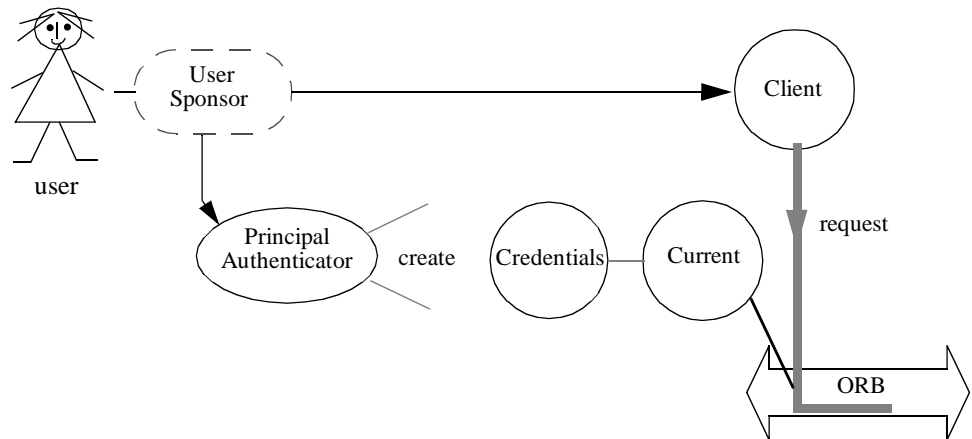 User
Sponsor
Client
user
request
Principal
Authenticator
create
Credentials
Current
ORB